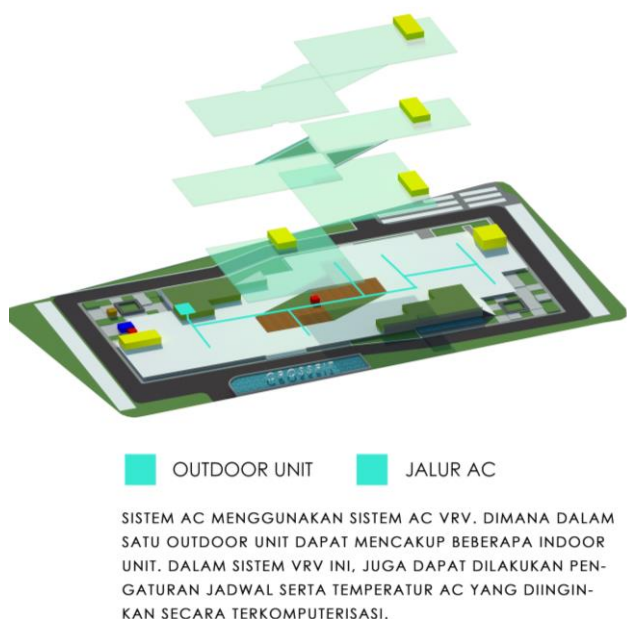 OUTDOOR UNIT
JALUR AC
SISTEM AC MENGGUNAKAN SISTEM AC VRV. DIMANA DALAM
SATU OUTDOOR UNIT DAPAT MENCAKUP BEBERAPA INDOOR
UNIT. DALAM SISTEM VRV INI, JUGA DAPAT DILAKUKAN PEN-
GATURAN JADWAL SERTA TEMPERATUR AC YANG DIINGIN-
KAN SECARA TERKOMPUTERISASI.